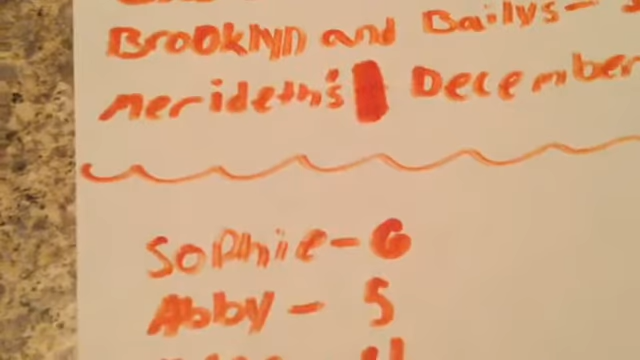 Brooklyn and Bailys-
Merideth's December
Sophie-6
Abby - 5